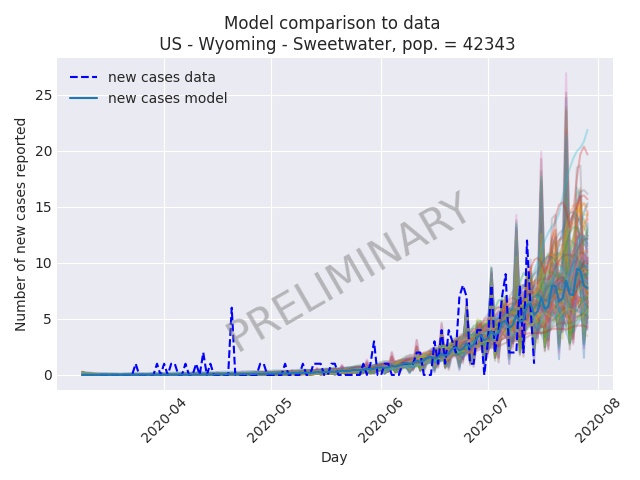 Model comparison to data
US - Wyoming - Sweetwater, pop. = 42343
new cases data
new cases model
Number of new cases reported
25
20
15
10
5
0
PRELIMINARY
2020-04
2020-05
2020-06
2020-07
2020-08
Day